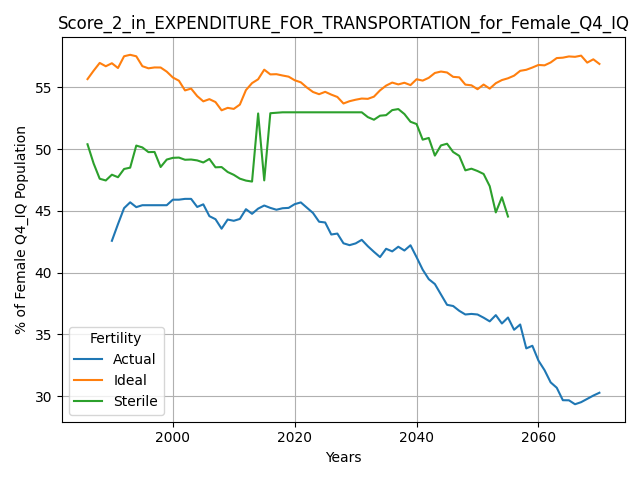 Score_2_in_EXPENDITURE_FOR_TRANSPORTATION_for_Female_Q4_IQ
% of Female Q4_IQ Population
55
50
45
40
35
30
Fertility
Actual
Ideal
Sterile
2000
2020
2040
2060
Years